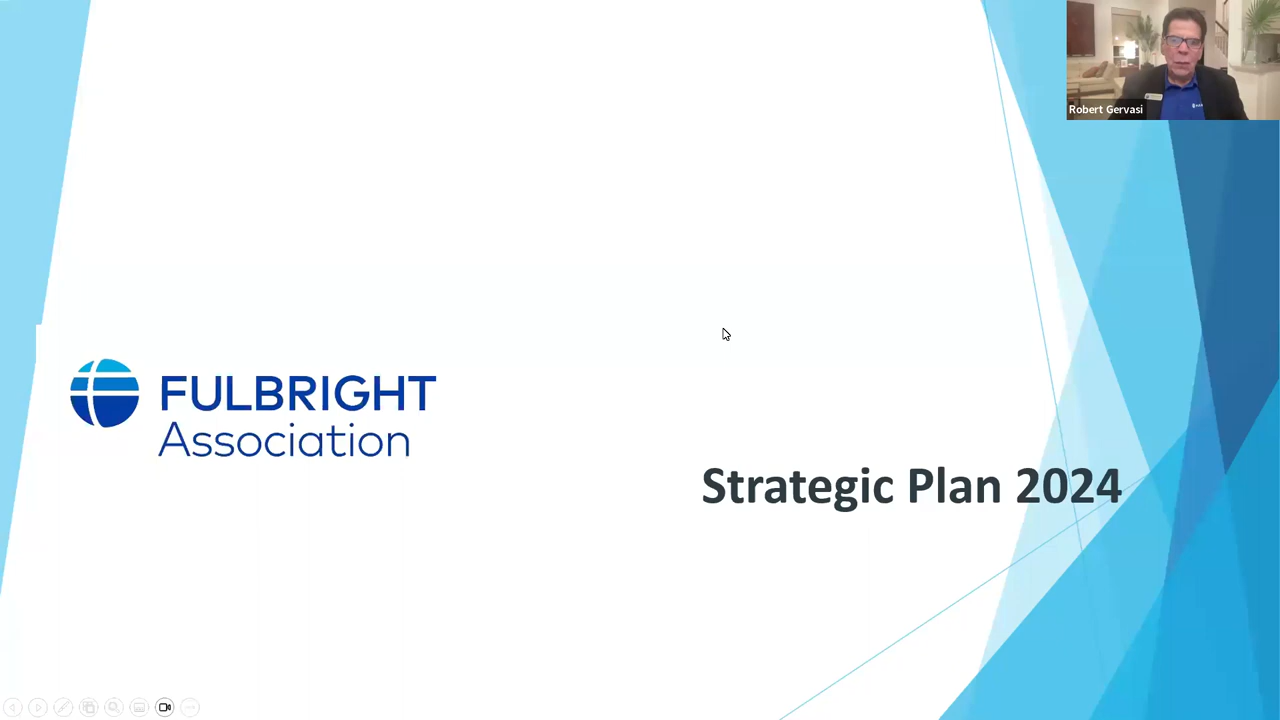 Robert Gervasi
FULBRIGHT
Association
Strategic Plan 2024